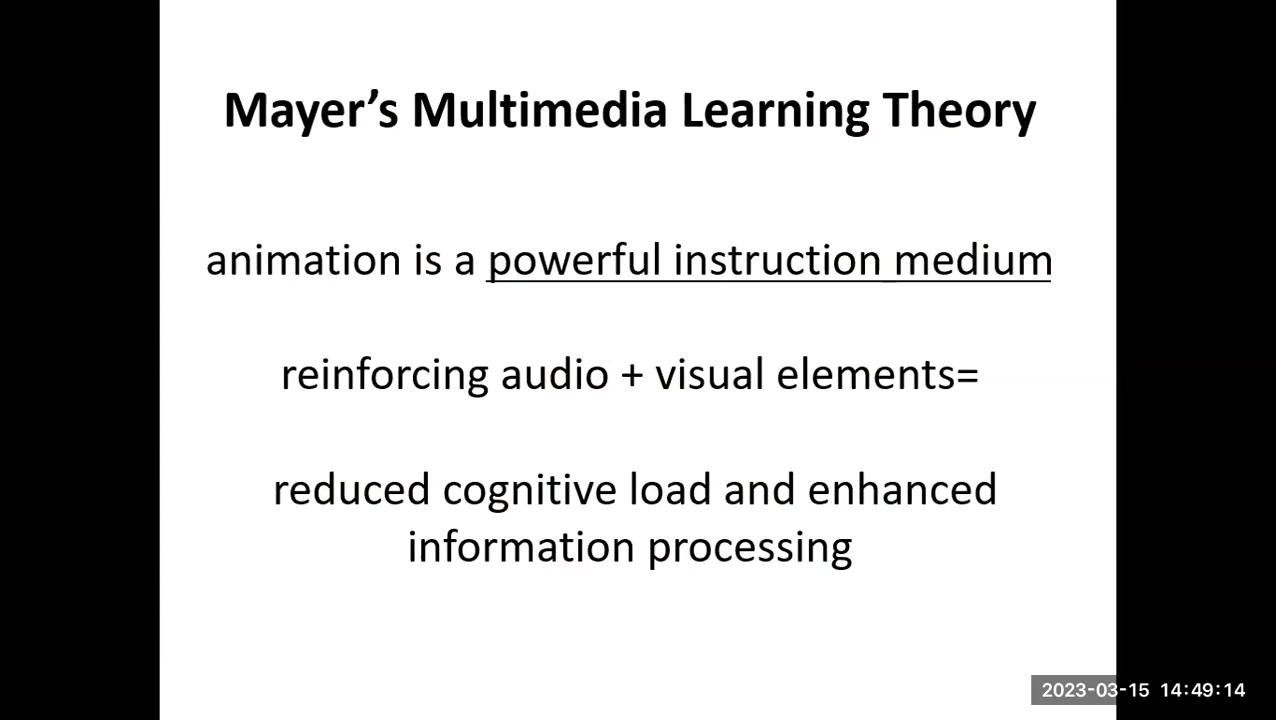 Mayer’s Multimedia Learning Theory
animation is a powerful instruction medium
reinforcing audio + visual elements=
reduced cognitive load and enhanced
information processing
2023-03-15 14:49:14